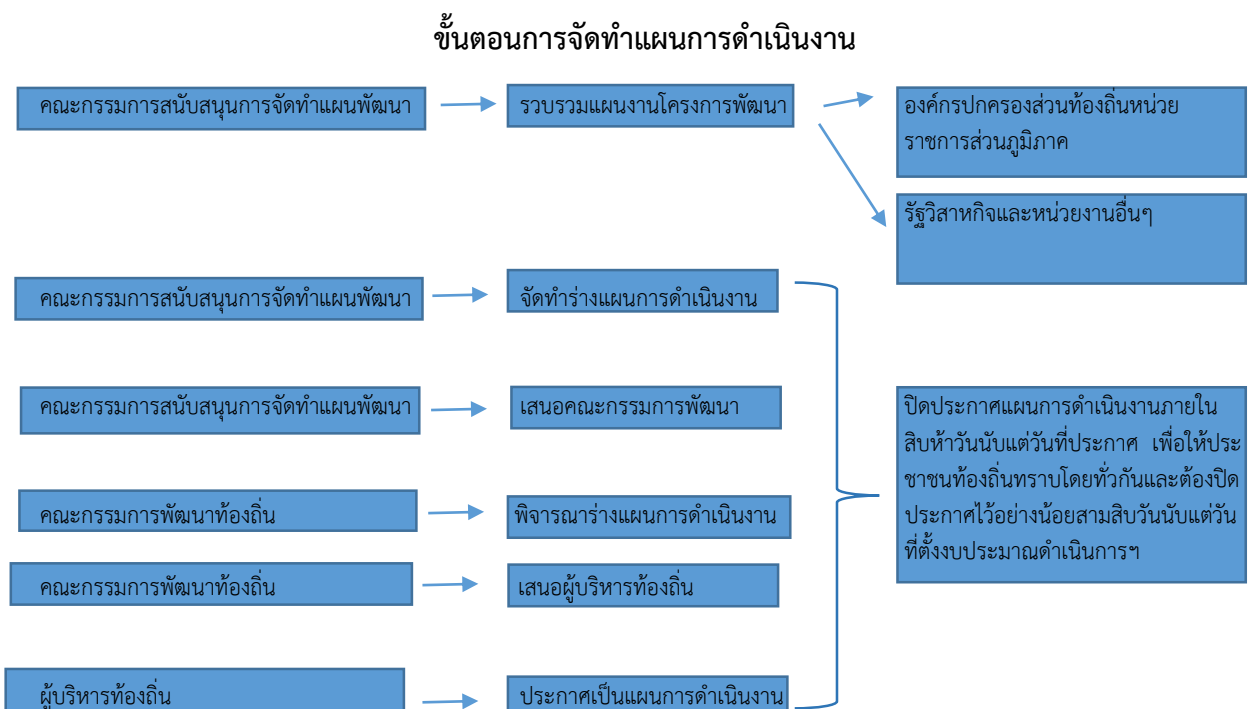 ขั้นตอนการจัดทำแผนการดำเนินงาน
คณะกรรมการสนับสนุนการจัดทำแผนพัฒนา
รวบรวมแผนงานโครงการพัฒนา
องค์กรปกครองส่วนท้องถิ่นหน่วย
ราชการส่วนภูมิภาค
รัฐวิสาหกิจและหน่วยงานอื่นๆ
คณะกรรมการสนับสนุนการจัดทำแผนพัฒนา
จัดทำร่างแผนการดำเนินงาน
คณะกรรมการสนับสนุนการจัดทำแผนพัฒนา
เสนอคณะกรรมการพัฒนา
คณะกรรมการพัฒนาท้องถิ่น
พิจารณาร่างแผนการดำเนินงาน
คณะกรรมการพัฒนาท้องถิ่น
เสนอผู้บริหารท้องถิ่น
ผู้บริหารท้องถิ่น
ประกาศเป็นแผนการดำเนินงาน
ปิดประกาศแผนการดำเนินงานภายใน
สิบห้าวันนับแต่วันที่ประกาศ เพื่อให้ประ
ชาชนท้องถิ่นทราบโดยทั่วกันและต้องปิด
ประกาศไว้อย่างน้อยสามสิบวันนับแต่วัน
ที่ตั้งงบประมาณดำเนินการฯ